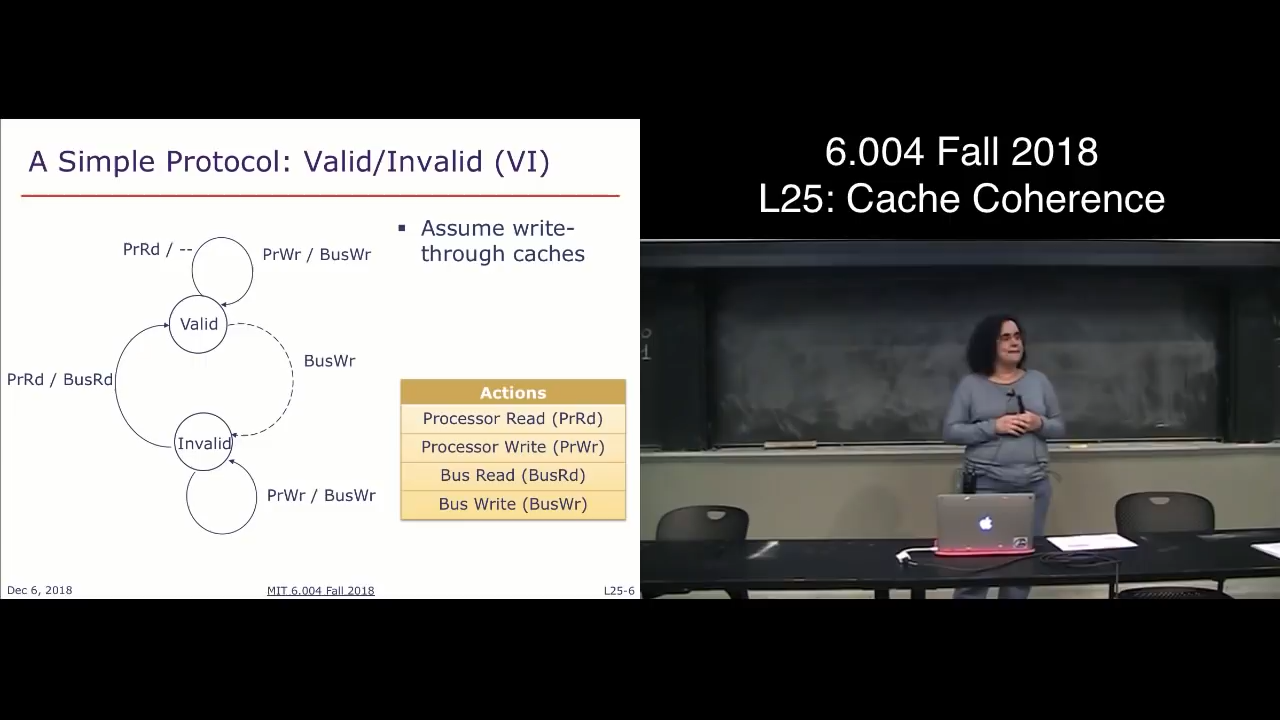 A Simple Protocol: Valid/Invalid (VI)
▪ Assume write-
through caches
PrRd / --
PrWr / BusWr
Valid
BusWr
PrRd / BusRd
Invalid
PrWr / BusWr
Actions
Processor Read (PrRd)
Processor Write (PrWr)
Bus Read (BusRd)
Bus Write (BusWr)
Dec 6, 2018
MIT 6.004 Fall 2018
L25-6
6.004 Fall 2018
L25: Cache Coherence